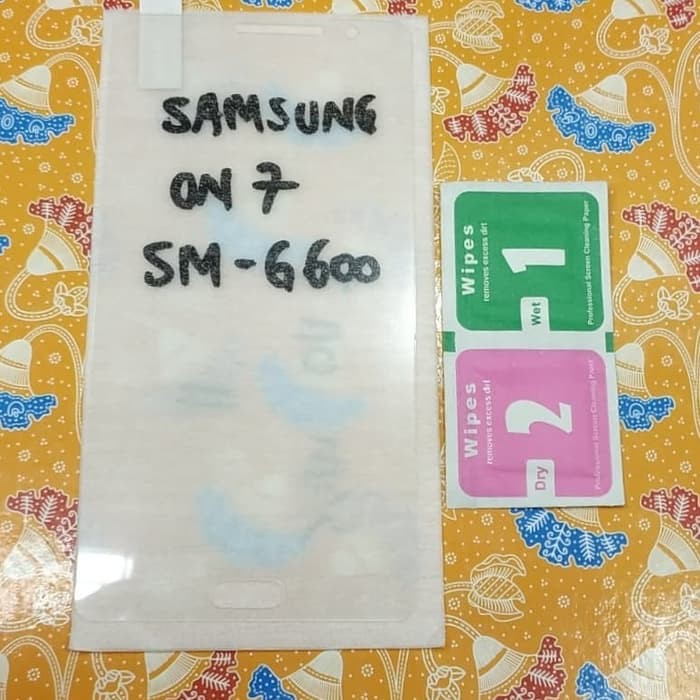 SAMSUNG
ON 7
SM-G600
Wipes
removes excess dirt
1
Wet
Professional Screen Cleaning Paper
Wipes
removes excess dirt
2
Dry
Professional Screen Cleaning Paper